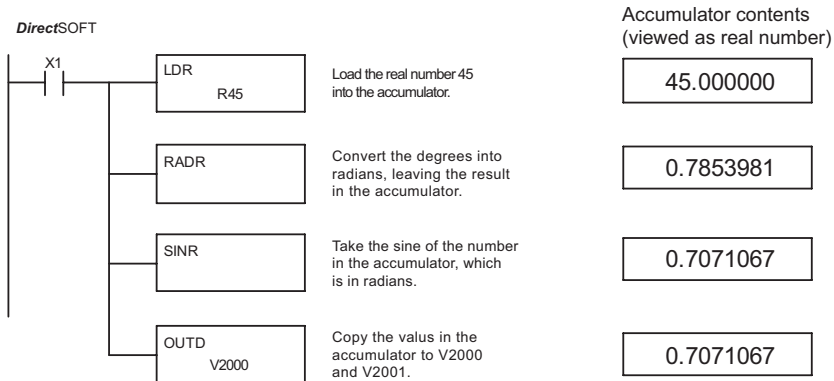 DirectSOFT
Accumulator contents
(viewed as real number)
X1
LDR
R45
Load the real number 45
into the accumulator.
45.000000
RADR
Convert the degrees into
radians, leaving the result
in the accumulator.
0.7853981
SINR
Take the sine of the number
in the accumulator, which
is in radians.
0.7071067
OUTD
V2000
Copy the valus in the
accumulator to V2000
and V2001.
0.7071067